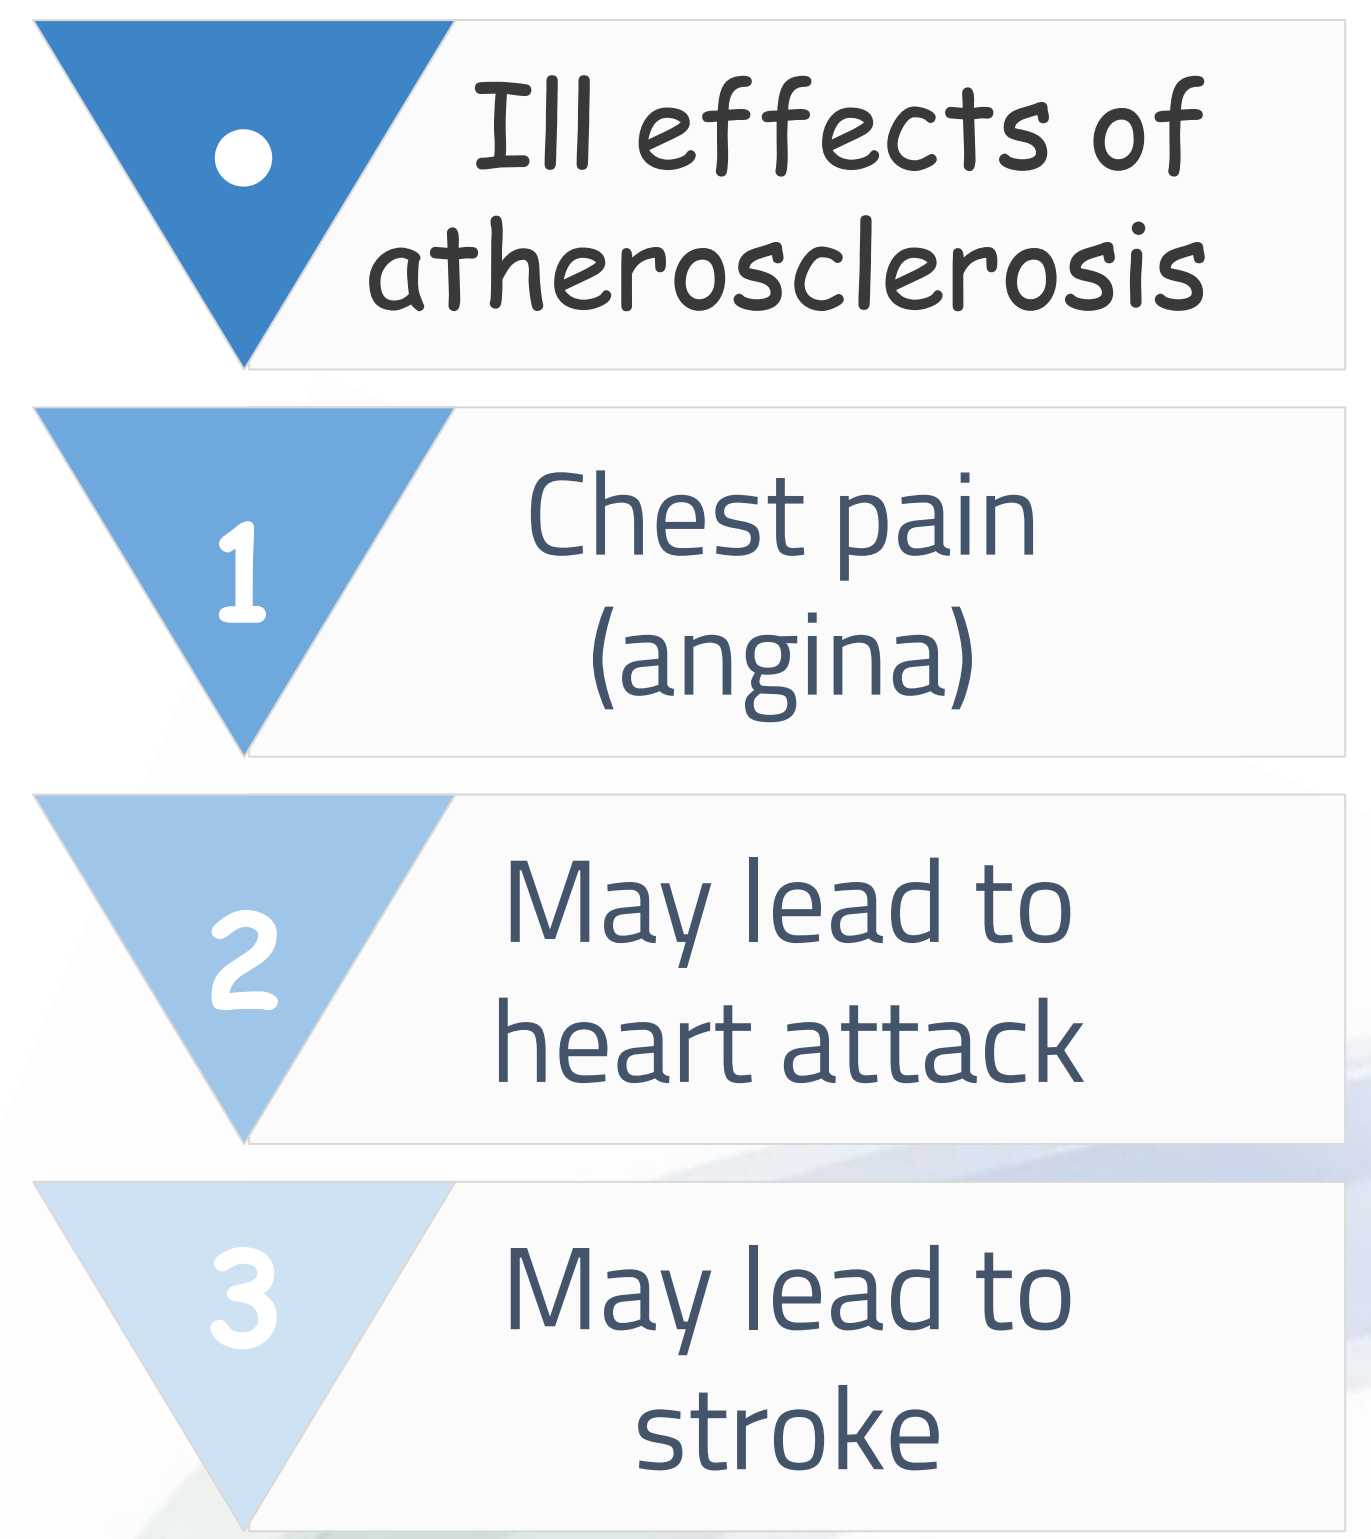 Ill effects of
atherosclerosis
1
Chest pain
(angina)
2
May lead to
heart attack
3
May lead to
stroke